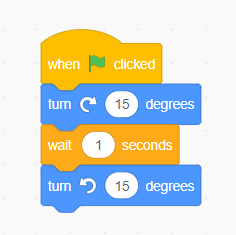 when clicked
turn 15 degrees
wait 1 seconds
turn 15 degrees